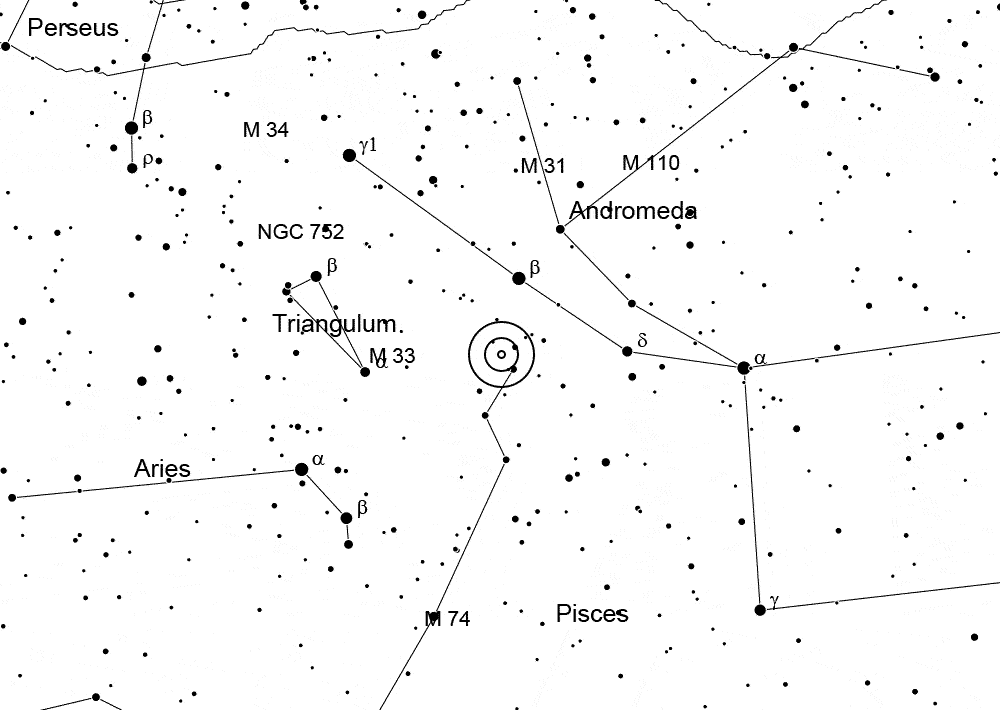 Perseus
β
M 34
γ1
ρ
M 31
M 110
Andromeda
NGC 752
β
β
Triangulum
M 33
α
δ
α
Aries
α
β
γ
M 74
Pisces